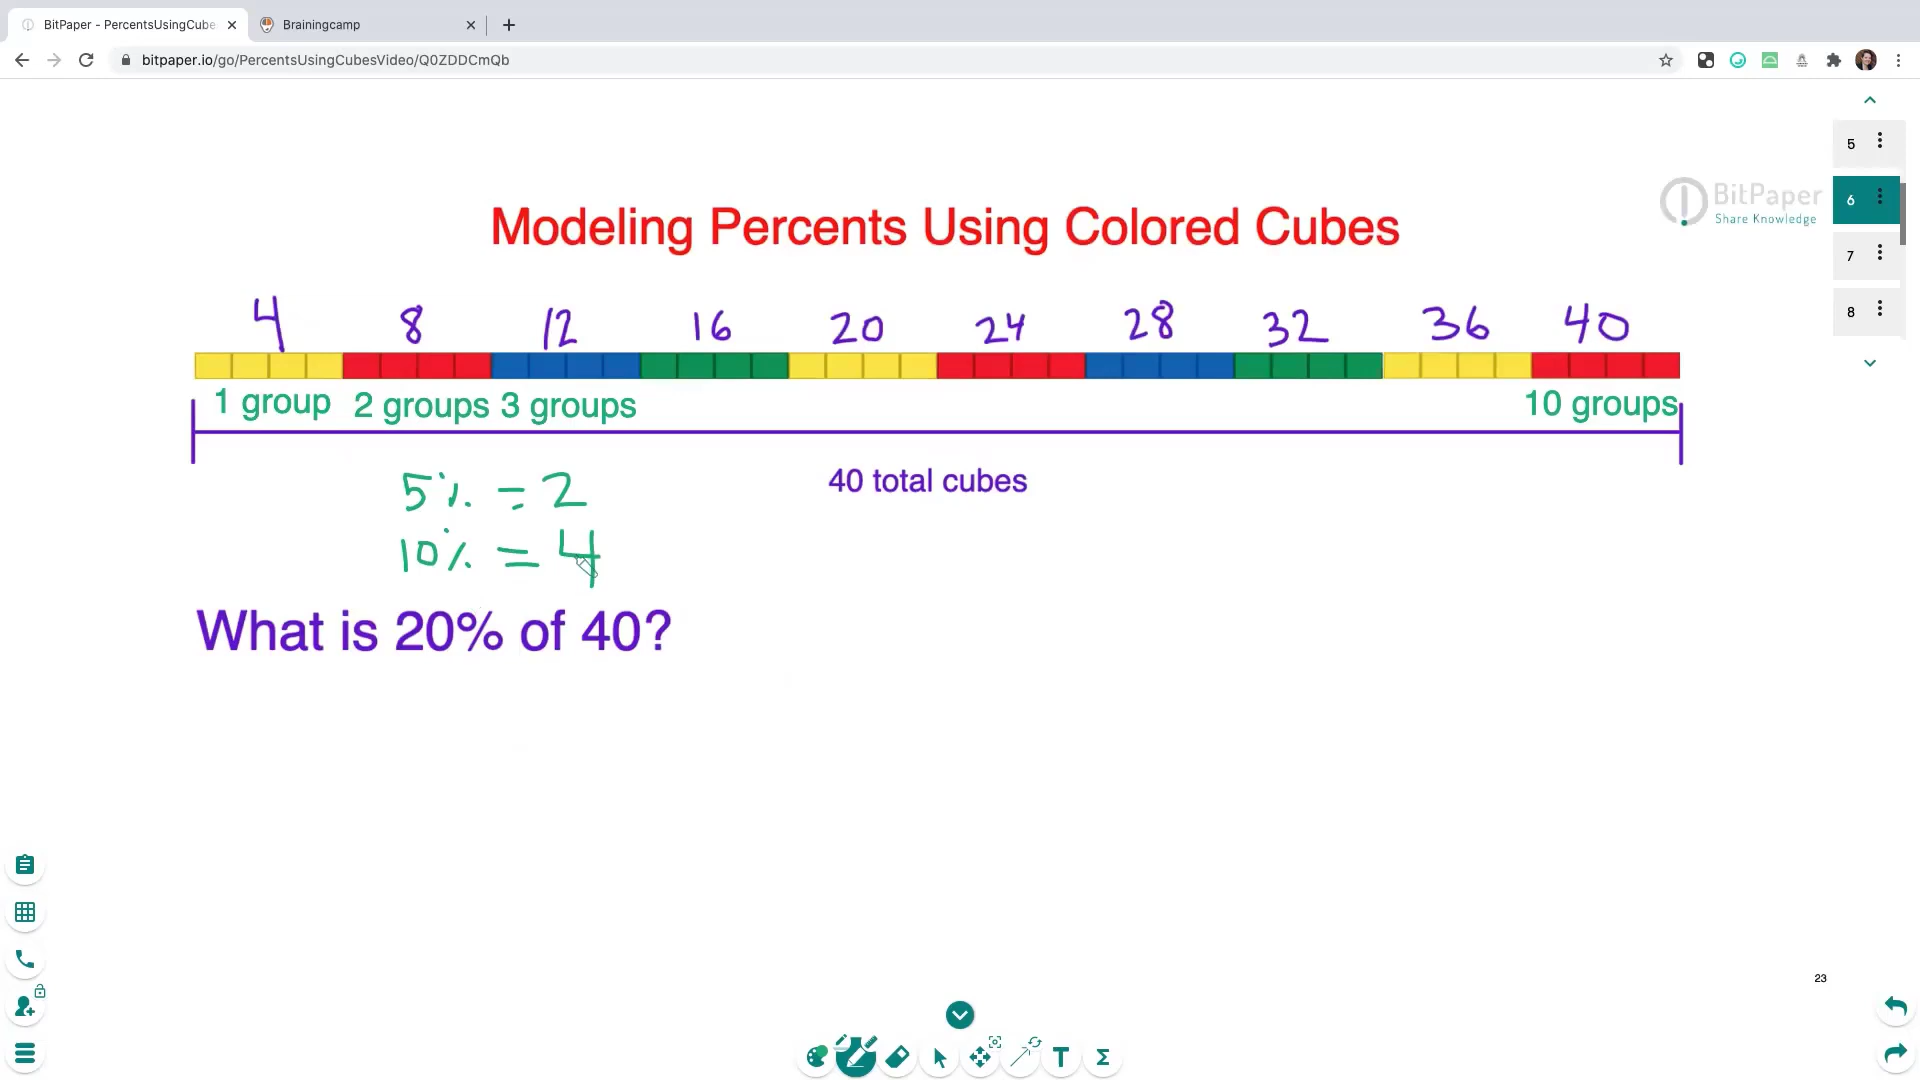 BitPaper - PercentsUsingCube
Brainingcamp
bitpaper.io/go/PercentsUsingCubesVideo/Q0ZDDCmQb
5
6
7
8
BitPaper
Share Knowledge
Modeling Percents Using Colored Cubes
4 8 12 16 20 24 28 32 36 40
1 group 2 groups 3 groups 10 groups
40 total cubes
5% = 2
10% = 4
What is 20% of 40?
23
T Σ